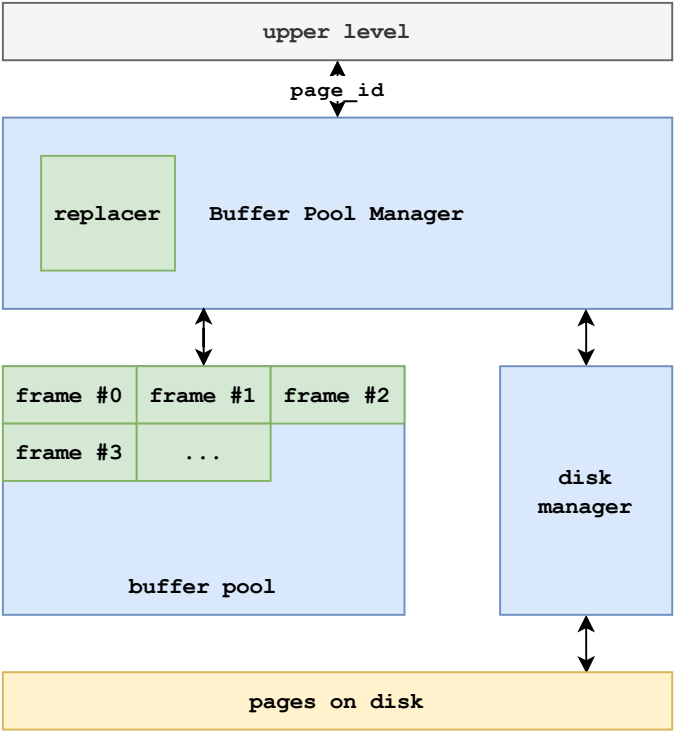 upper level
page_id
replacer
Buffer Pool Manager
frame #0
frame #1
frame #2
frame #3
...
disk
manager
buffer pool
pages on disk